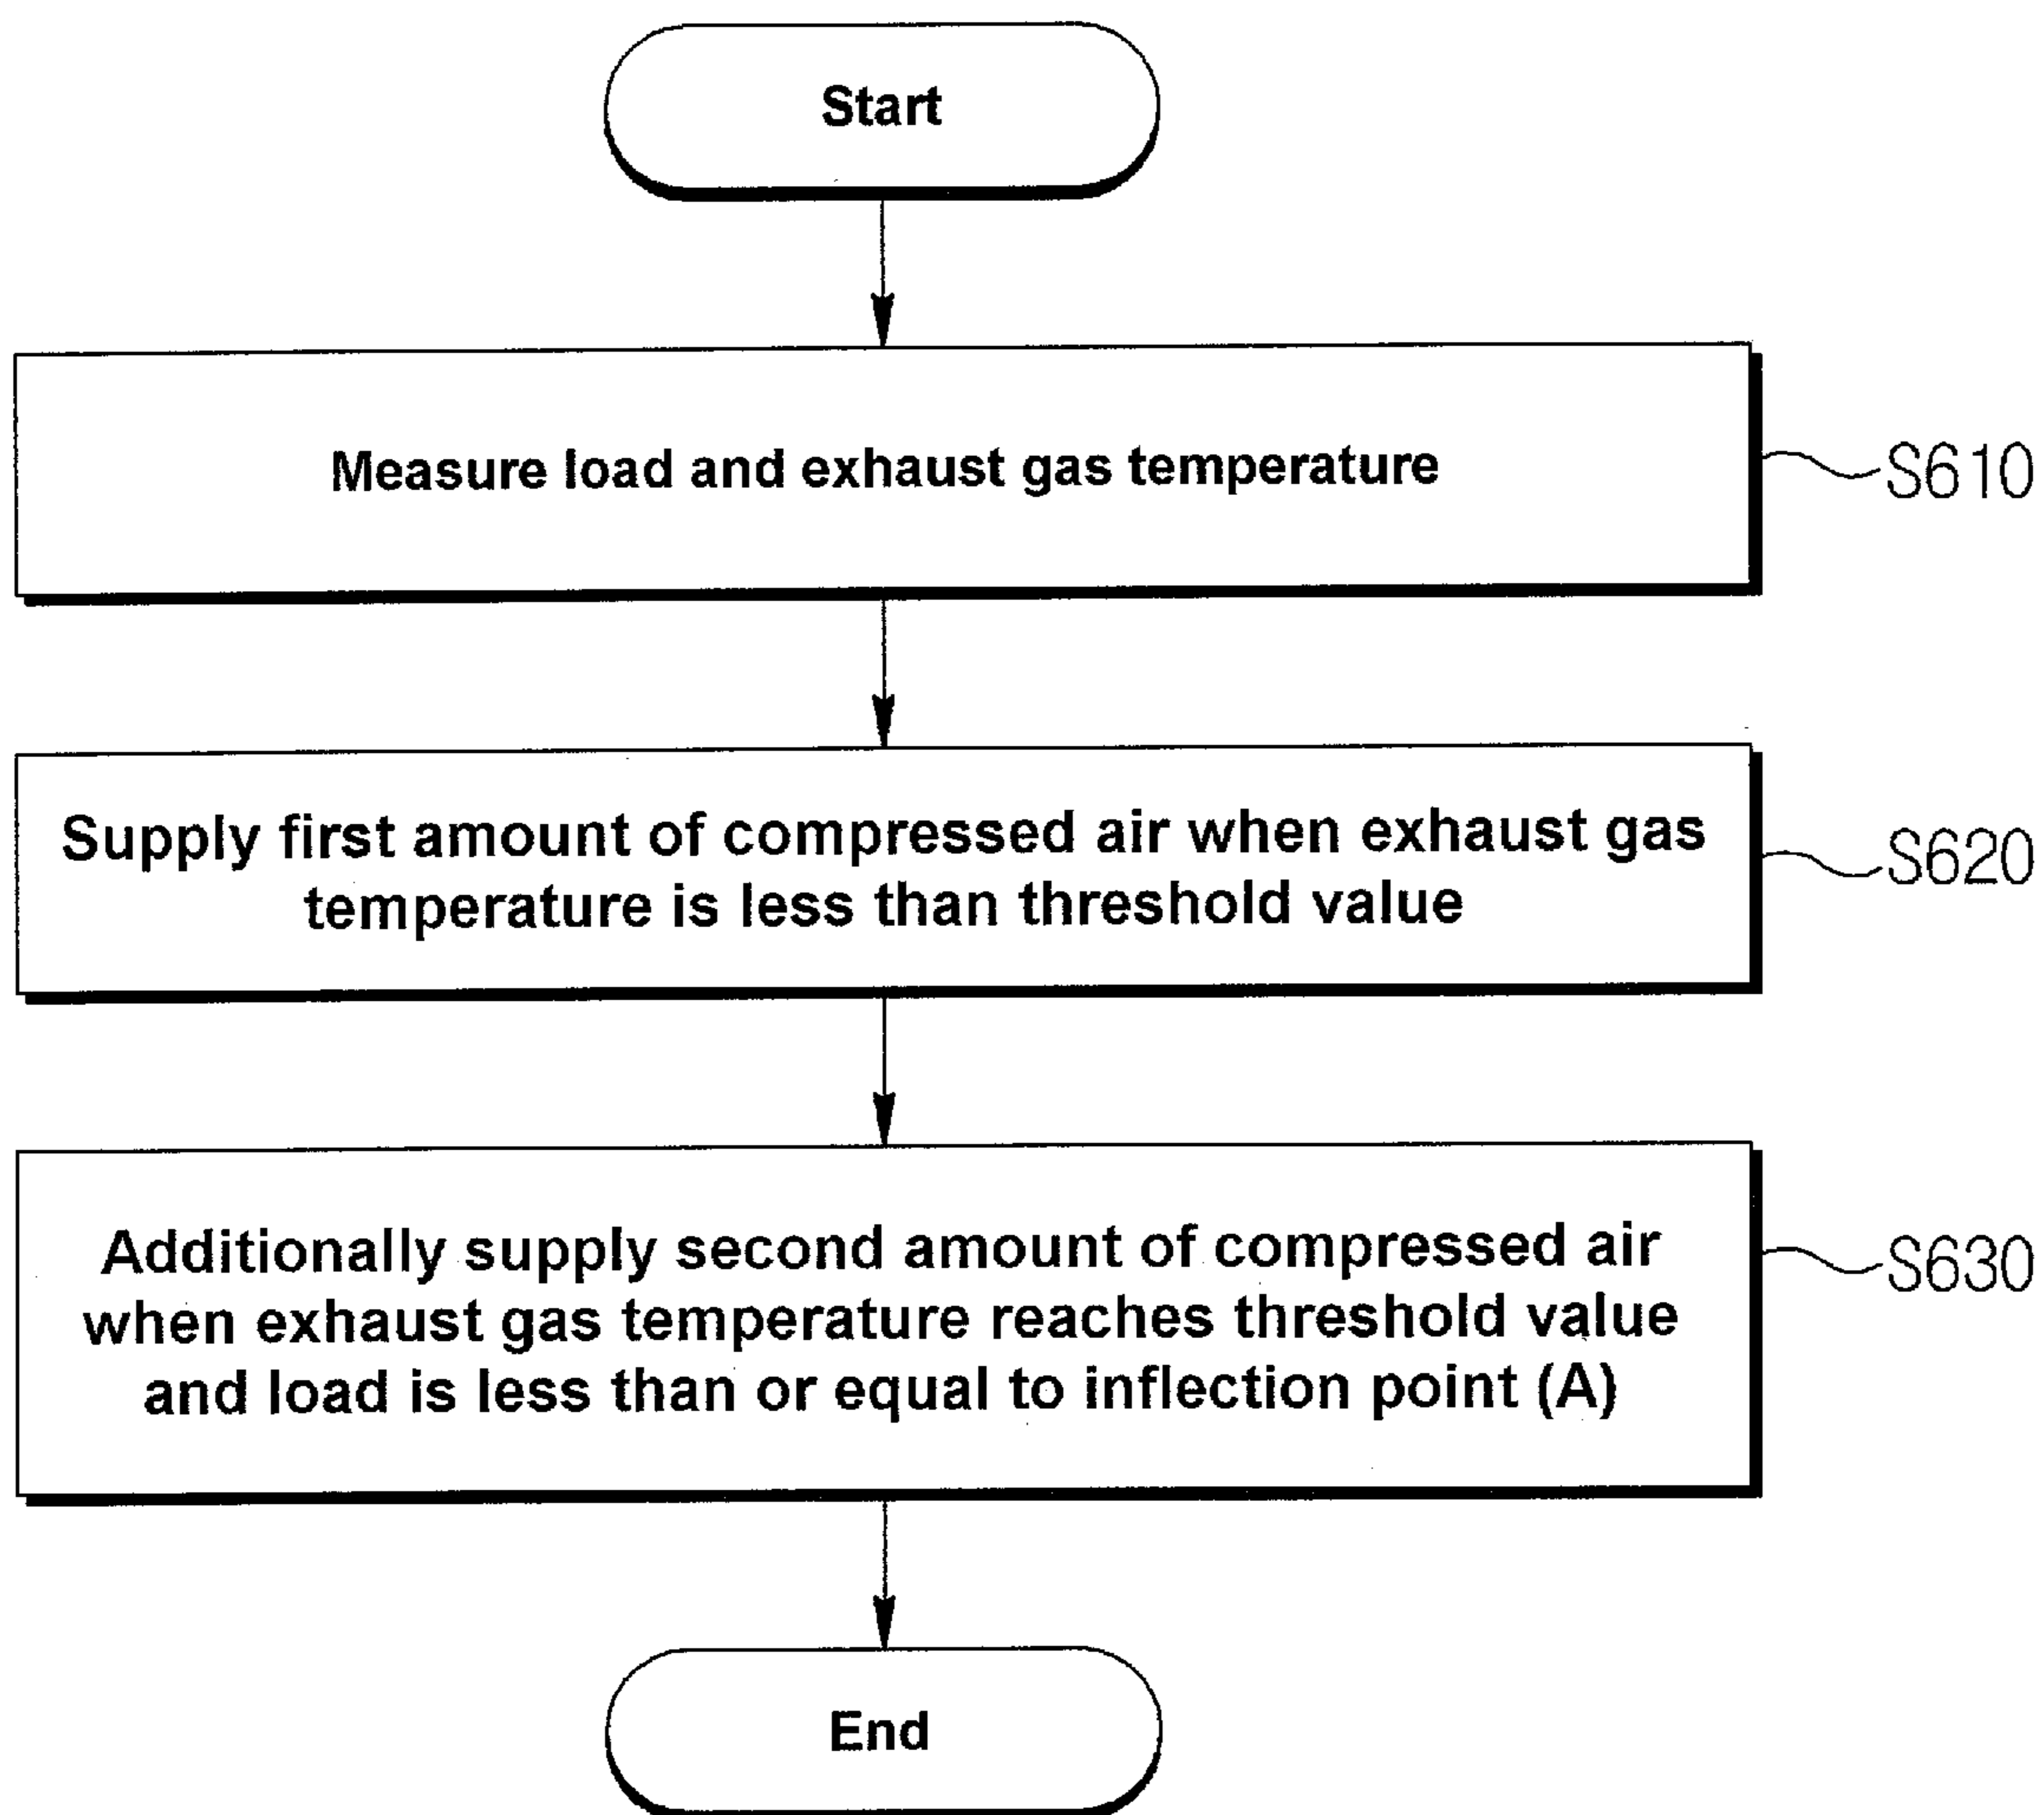 Start
Measure load and exhaust gas temperature
S610
Supply first amount of compressed air when exhaust gas
temperature is less than threshold value
S620
Additionally supply second amount of compressed air
when exhaust gas temperature reaches threshold value
and load is less than or equal to inflection point (A)
S630
End